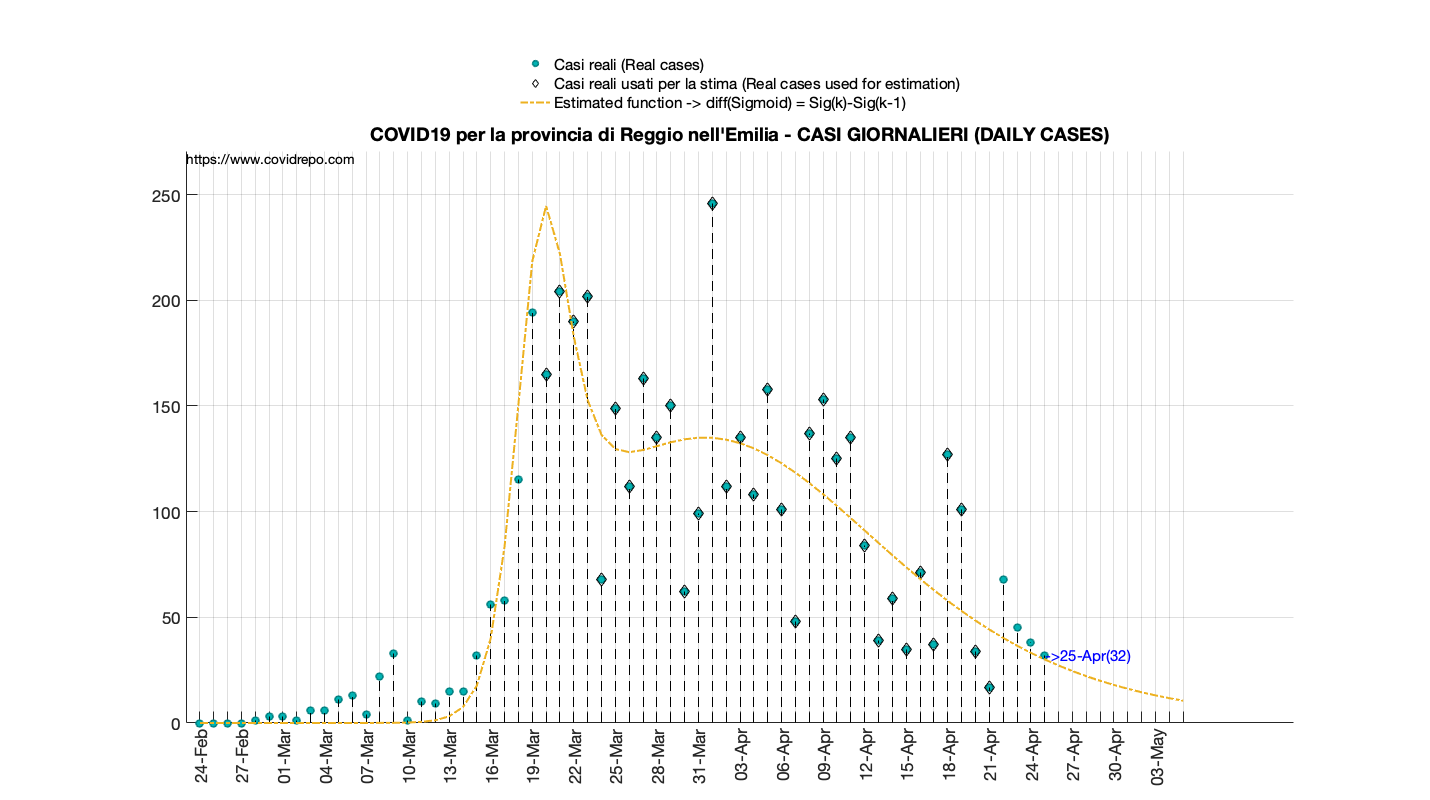 Casi reali (Real cases)
Casi reali usati per la stima (Real cases used for estimation)
Estimated function -> diff(Sigmoid) = Sig(k)-Sig(k-1)
COVID19 per la provincia di Reggio nell'Emilia - CASI GIORNALIERI (DAILY CASES)
https://www.covidrepo.com
250
200
150
100
50
0
->25-Apr(32)
24-Feb
27-Feb
01-Mar
04-Mar
07-Mar
10-Mar
13-Mar
16-Mar
19-Mar
22-Mar
25-Mar
28-Mar
31-Mar
03-Apr
06-Apr
09-Apr
12-Apr
15-Apr
18-Apr
21-Apr
24-Apr
27-Apr
30-Apr
03-May